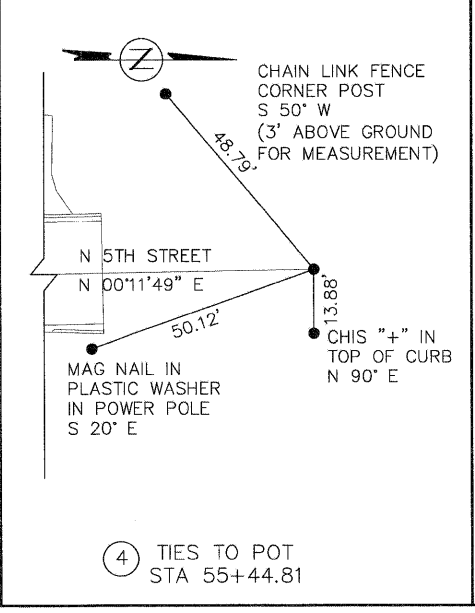 Z
CHAIN LINK FENCE
CORNER POST
S 50° W
(3' ABOVE GROUND
FOR MEASUREMENT)
48.79'
N 5TH STREET
N 00°11'49" E
13.88'
50.12'
CHIS "+" IN
TOP OF CURB
N 90° E
MAG NAIL IN
PLASTIC WASHER
IN POWER POLE
S 20° E
4 TIES TO POT
STA 55+44.81